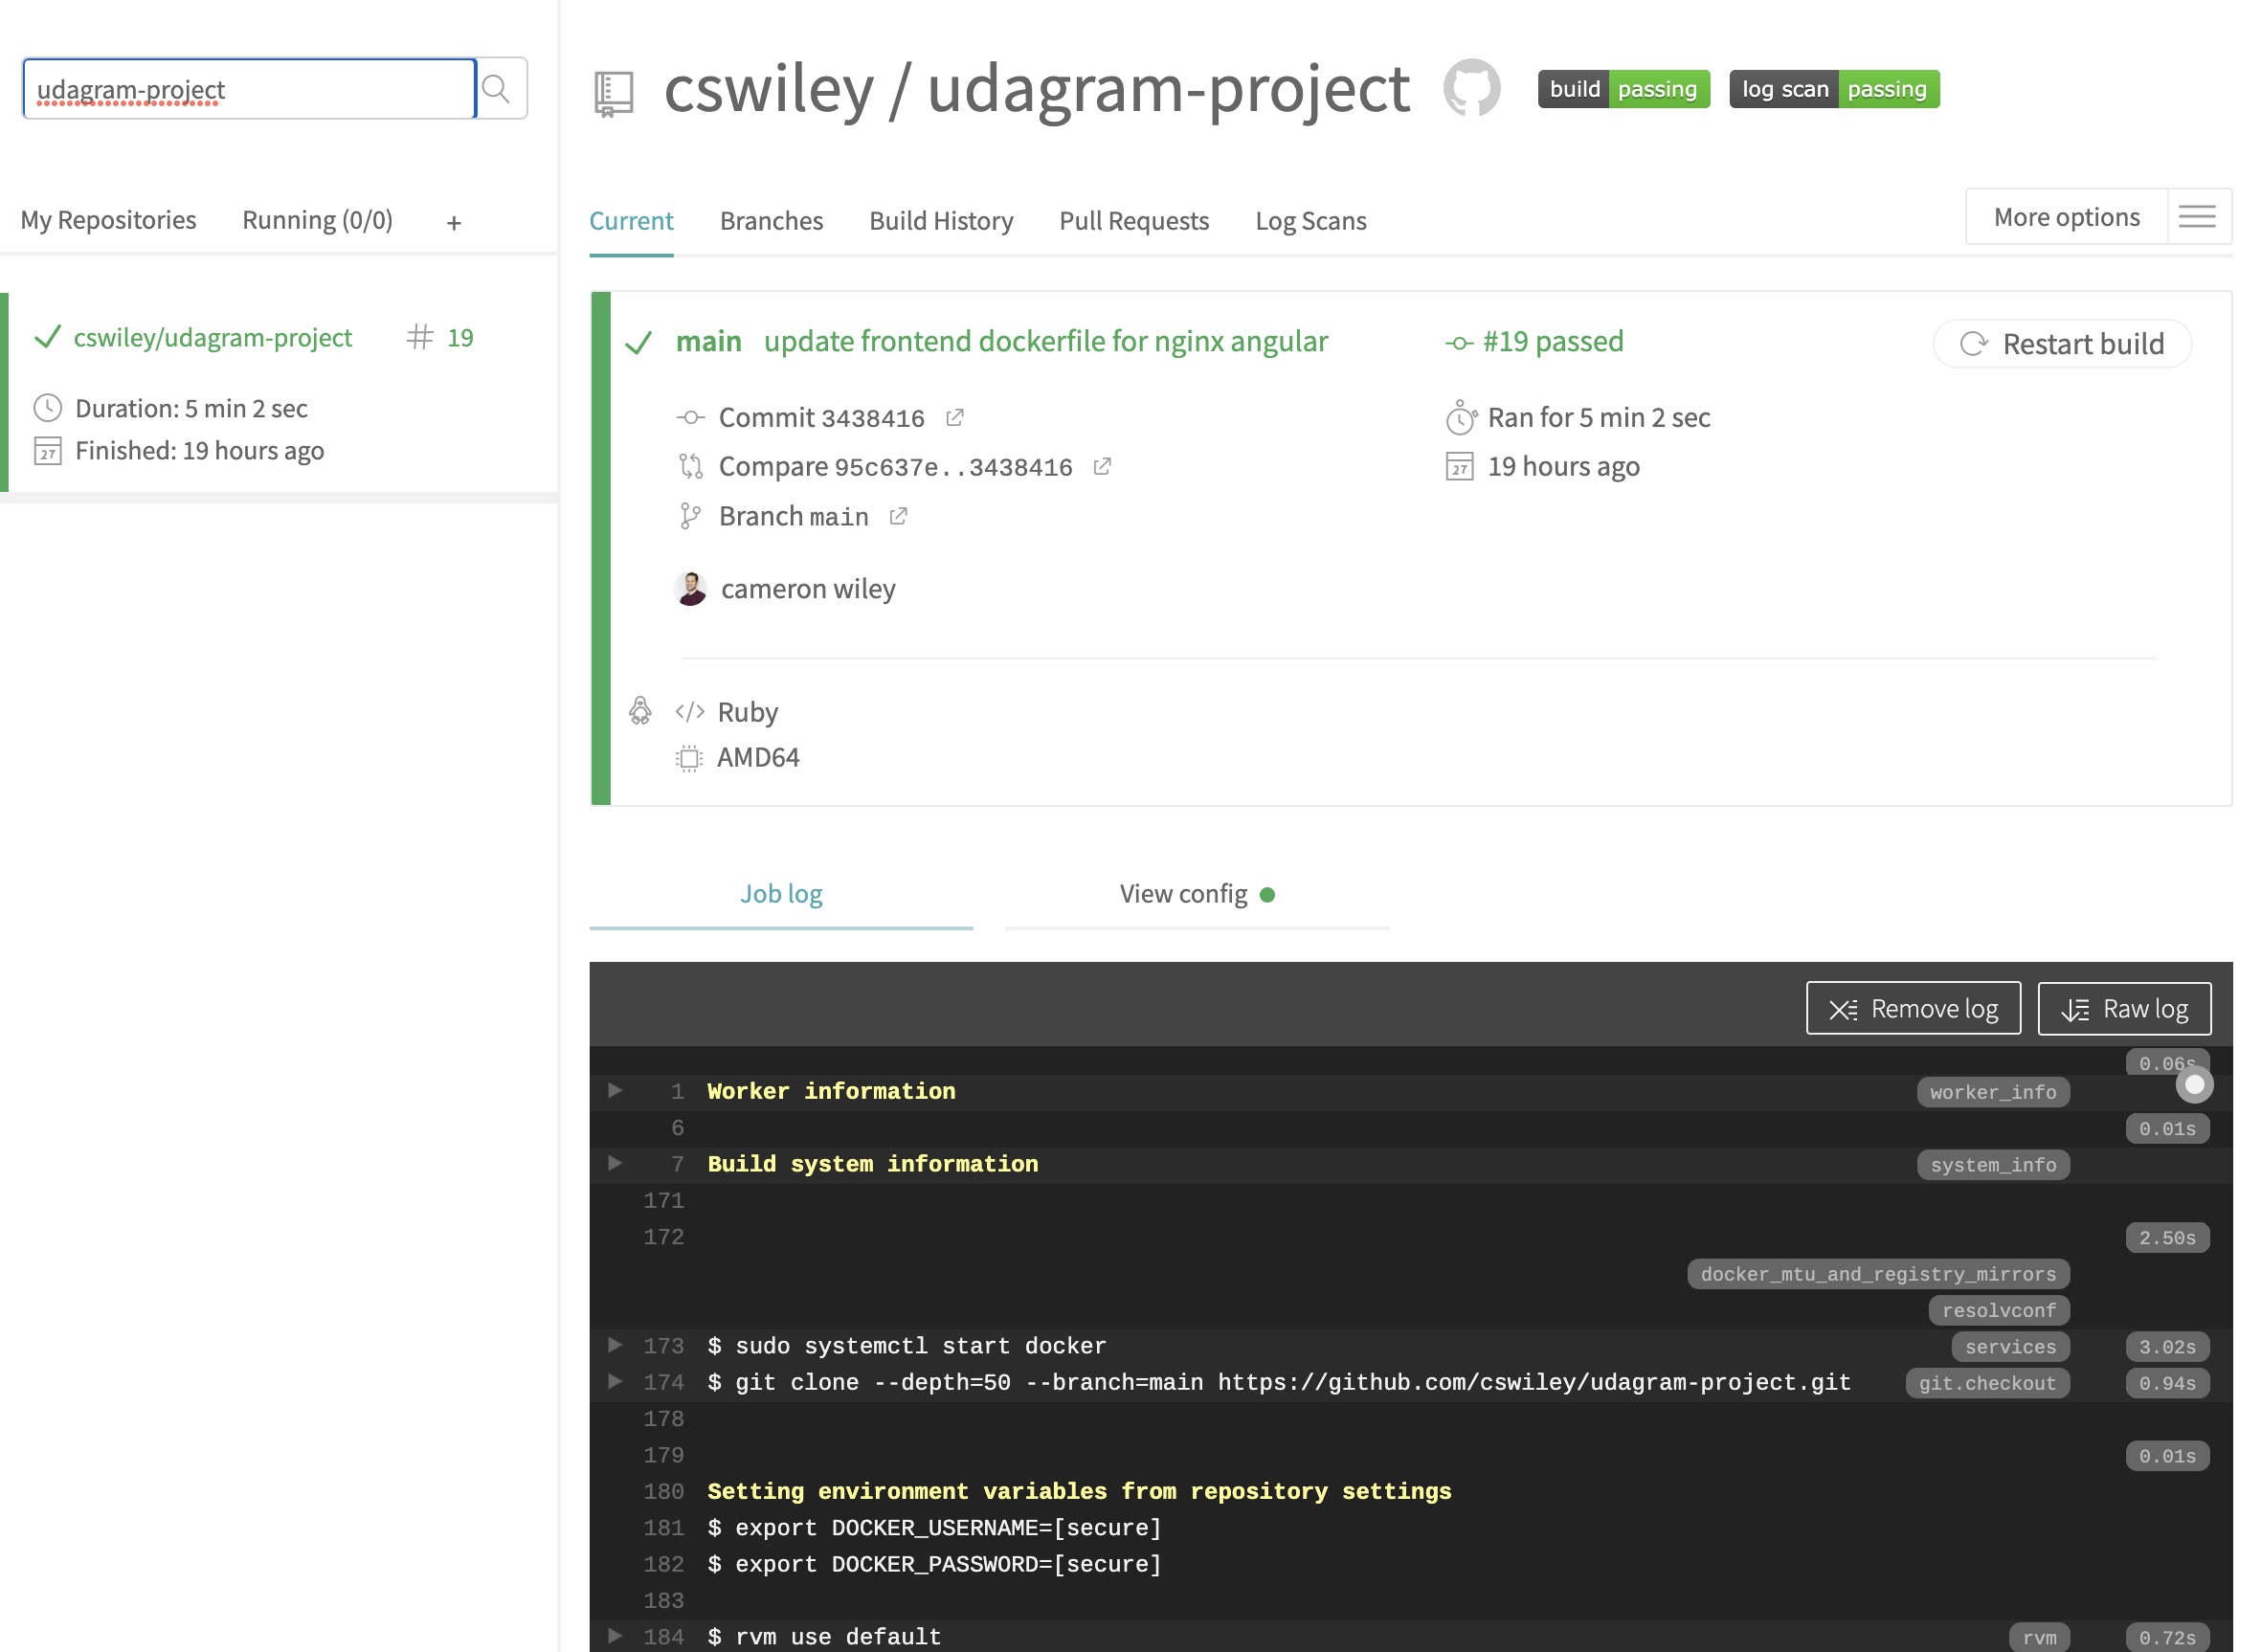 udagram-project
My Repositories Running (0/0) +
cswiley/udagram-project # 19
Duration: 5 min 2 sec
27 Finished: 19 hours ago
cswiley / udagram-project build passing log scan passing
Current Branches Build History Pull Requests Log Scans More options
main update frontend dockerfile for nginx angular #19 passed Restart build
Commit 3438416 Ran for 5 min 2 sec
Compare 95c637e..3438416 27 19 hours ago
Branch main
cameron wiley
</> Ruby
AMD64
Job log View config
Remove log Raw log
0.06s
1 Worker information worker_info
6 0.01s
7 Build system information system_info
171
172 2.50s
docker_mtu_and_registry_mirrors
resolvconf
173 $ sudo systemctl start docker services 3.02s
174 $ git clone --depth=50 --branch=main https://github.com/cswiley/udagram-project.git git.checkout 0.94s
178
179 0.01s
180 Setting environment variables from repository settings
181 $ export DOCKER_USERNAME=[secure]
182 $ export DOCKER_PASSWORD=[secure]
183
184 $ rvm use default rvm 0.72s